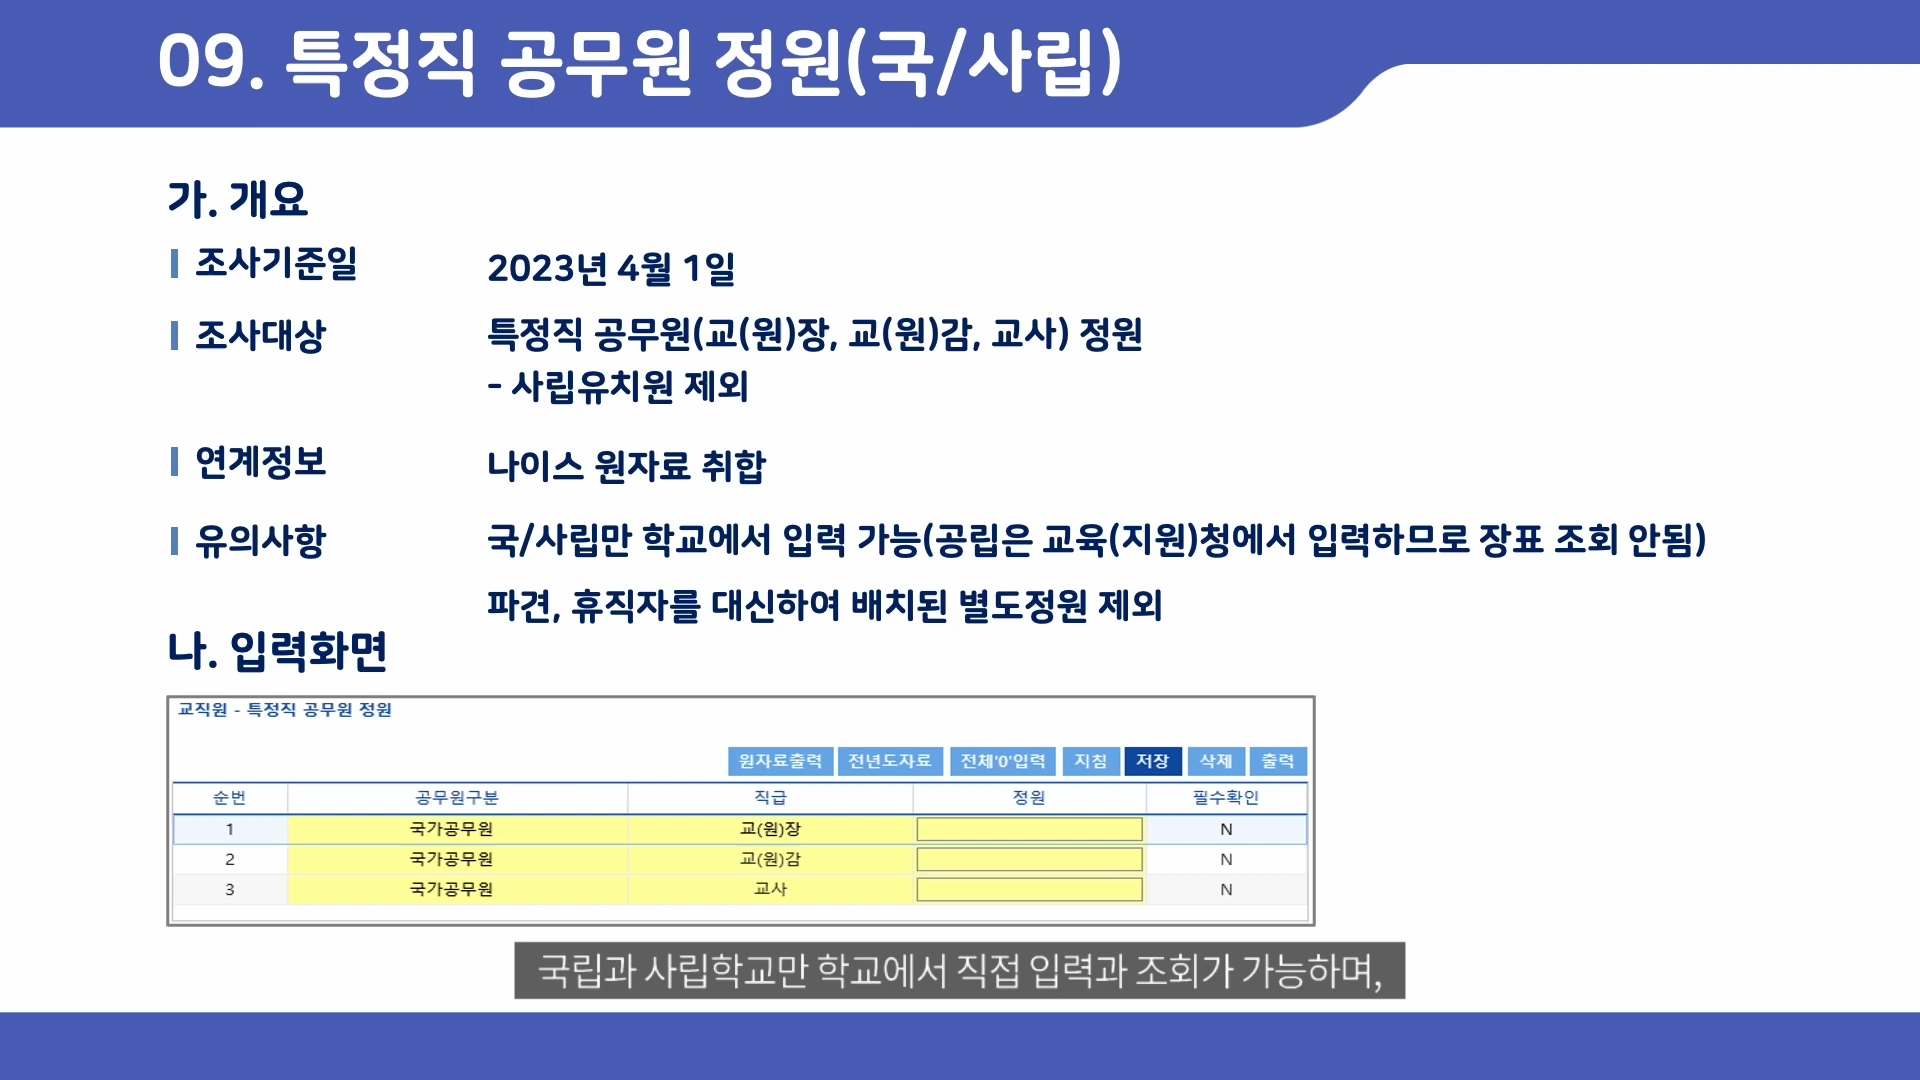 09. 특정직 공무원 정원(국/사립)
가. 개요
조사기준일 2023년 4월 1일
조사대상 특정직 공무원(교(원)장, 교(원)감, 교사) 정원
- 사립유치원 제외
연계정보 나이스 원자료 취합
유의사항 국/사립만 학교에서 입력 가능(공립은 교육(지원)청에서 입력하므로 장표 조회 안됨)
파견, 휴직자를 대신하여 배치된 별도정원 제외
나. 입력화면
교직원 - 특정직 공무원 정원
원자료출력 전년도자료 전체'0'입력 지침 저장 삭제 출력
순번 공무원구분 직급 정원 필수확인
1 국가공무원 교(원)장 N
2 국가공무원 교(원)감 N
3 국가공무원 교사 N
국립과 사립학교만 학교에서 직접 입력과 조회가 가능하며,